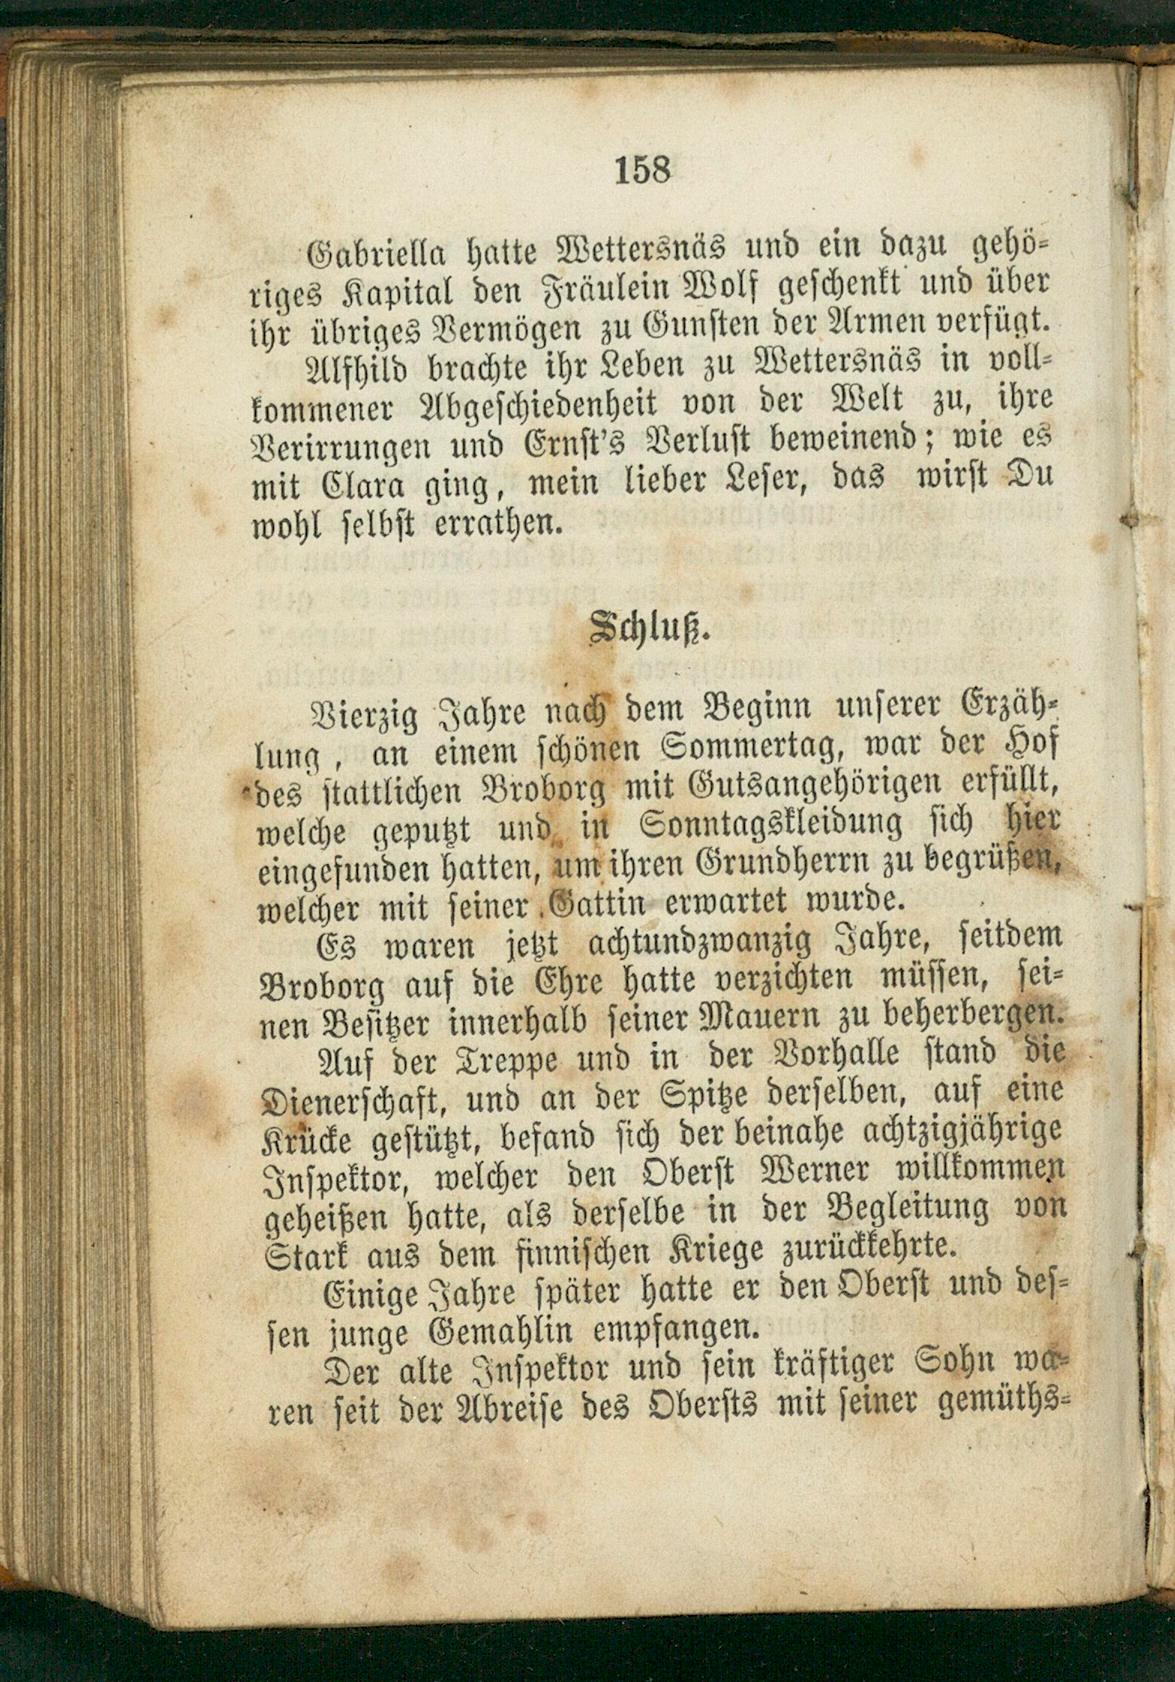 158
Gabriella hatte Wettersnäs und ein dazu gehö-
riges Kapital den Fräulein Wolf geschenkt und über
ihr übriges Vermögen zu Gunsten der Armen verfügt.
Alfhild brachte ihr Leben zu Wettersnäs in voll-
kommener Abgeschiedenheit von der Welt zu, ihre
Verirrungen und Ernst's Verlust beweinend; wie es
mit Clara ging, mein lieber Leser, das wirst Du
wohl selbst errathen.
Schluß.
Vierzig Jahre nach dem Beginn unserer Erzäh-
lung, an einem schönen Sommertag, war der Hof
des stattlichen Broborg mit Gutsangehörigen erfüllt,
welche geputzt und in Sonntagskleidung sich hier
eingefunden hatten, um ihren Grundherrn zu begrüßen,
welcher mit seiner Gattin erwartet wurde.
Es waren jetzt achtundzwanzig Jahre, seitdem
Broborg auf die Ehre hatte verzichten müssen, sei-
nen Besitzer innerhalb seiner Mauern zu beherbergen.
Auf der Treppe und in der Vorhalle stand die
Dienerschaft, und an der Spitze derselben, auf eine
Krücke gestützt, befand sich der beinahe achtzigjährige
Inspektor, welcher den Oberst Werner willkommen
geheißen hatte, als derselbe in der Begleitung von
Stark aus dem finnischen Kriege zurückkehrte.
Einige Jahre später hatte er den Oberst und des-
sen junge Gemahlin empfangen.
Der alte Inspektor und sein kräftiger Sohn wa-
ren seit der Abreise des Obersts mit seiner gemüths-